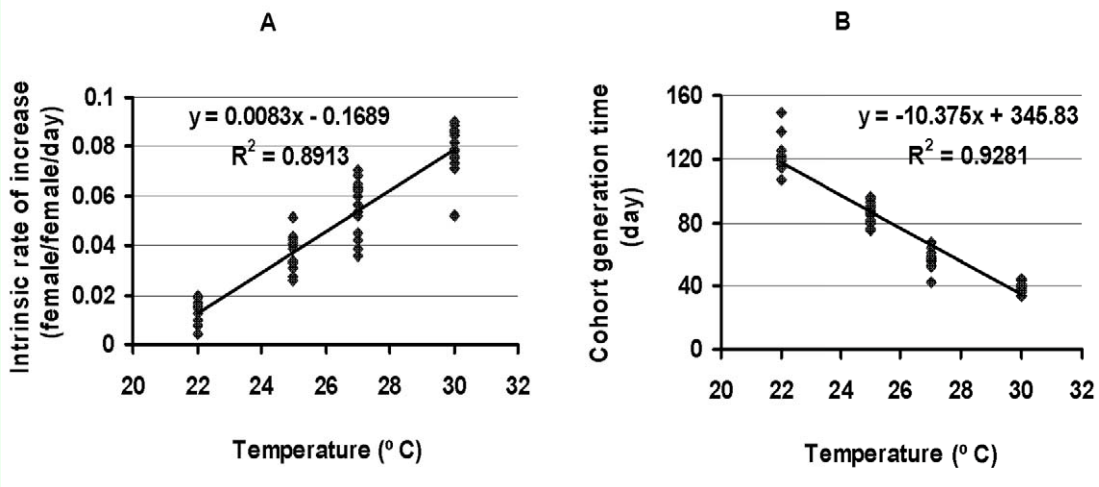 A
Intrinsic rate of increase
(female/female/day)
0.1
0.08
0.06
0.04
0.02
0
y = 0.0083x - 0.1689
R² = 0.8913
20 22 24 26 28 30 32
Temperature (º C)
B
Cohort generation time
(day)
160
120
80
40
0
y = -10.375x + 345.83
R² = 0.9281
20 22 24 26 28 30 32
Temperature (º C)